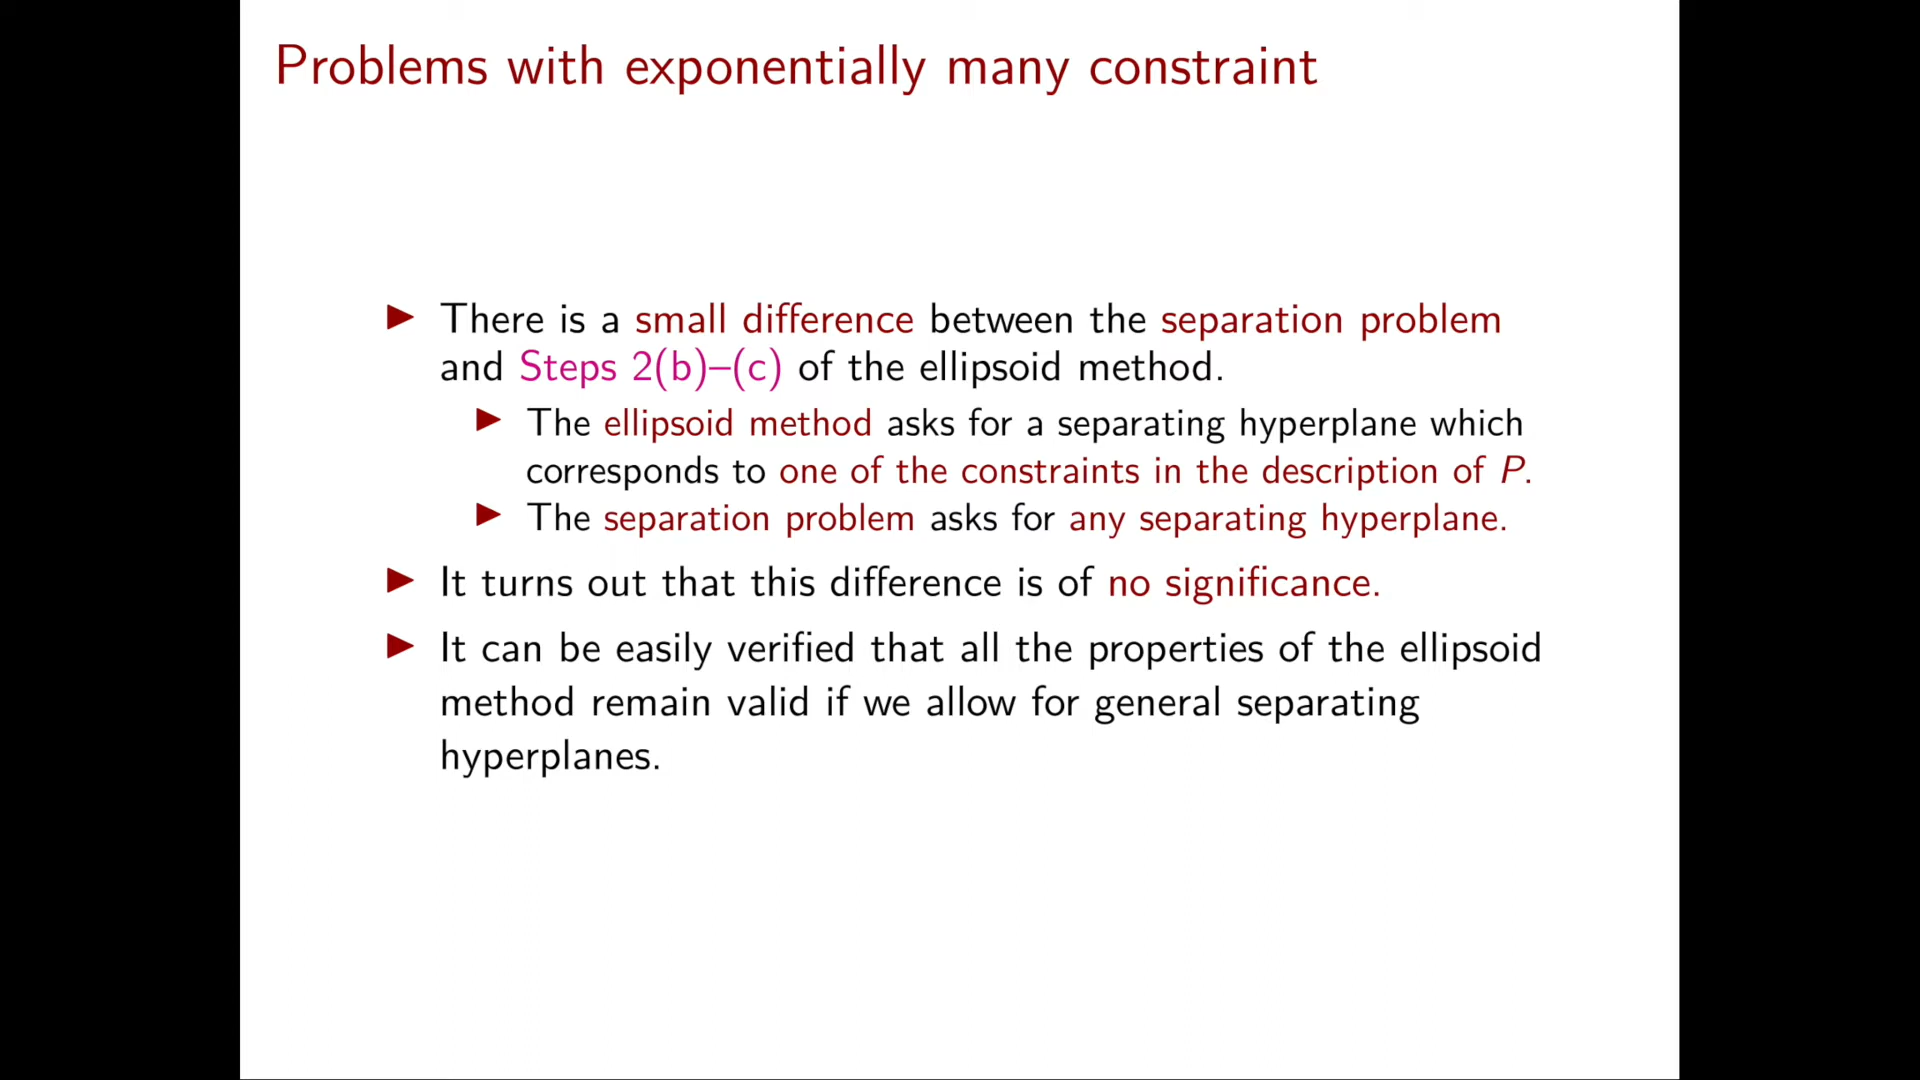 Problems with exponentially many constraint
▶ There is a small difference between the separation problem
and Steps 2(b)–(c) of the ellipsoid method.
▶ The ellipsoid method asks for a separating hyperplane which
corresponds to one of the constraints in the description of P.
▶ The separation problem asks for any separating hyperplane.
▶ It turns out that this difference is of no significance.
▶ It can be easily verified that all the properties of the ellipsoid
method remain valid if we allow for general separating
hyperplanes.